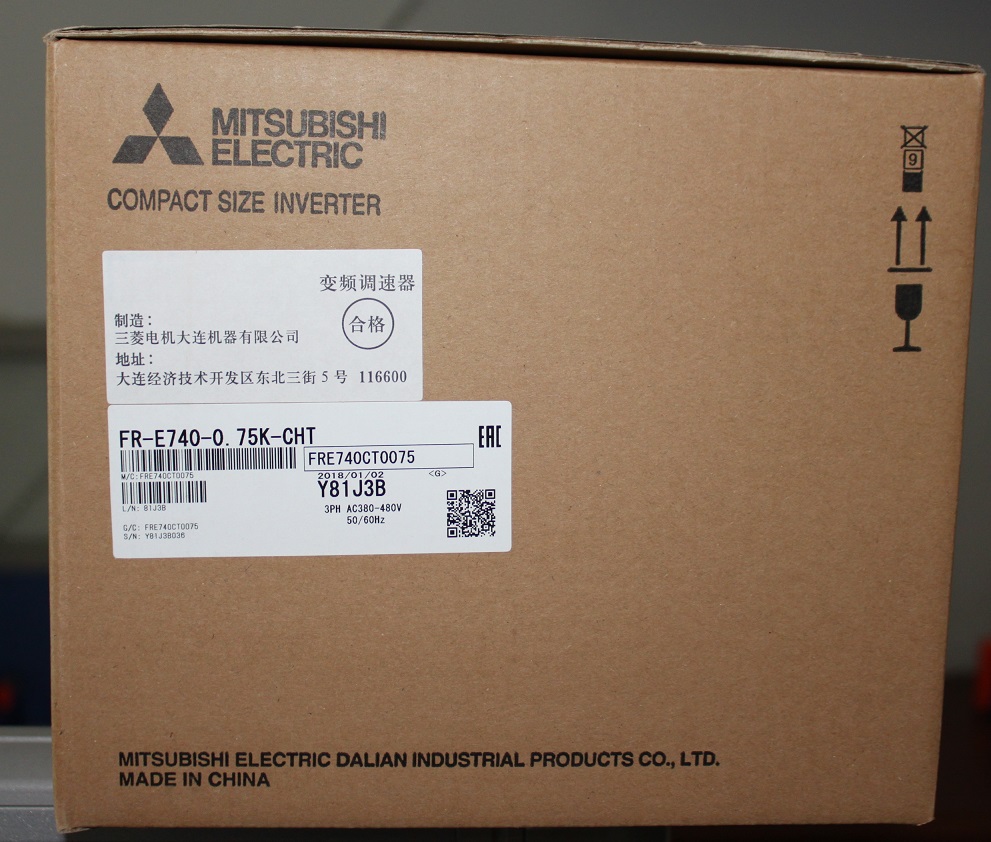 MITSUBISHI
ELECTRIC
COMPACT SIZE INVERTER
9
变频调速器
合格
制造：
三菱电机大连机器有限公司
地址：
大连经济技术开发区东北三街 5 号 116600
FR-E740-0. 75K-CHT
EAC
FRE740CT0075
M/C: FRE740CT0075
2018/01/02 <G>
Y81J3B
L/N: 81J3B
3PH AC380-480V
50/60Hz
G/C: FRE740CT0075
S/N: Y81J3B036
MITSUBISHI ELECTRIC DALIAN INDUSTRIAL PRODUCTS CO., LTD.
MADE IN CHINA